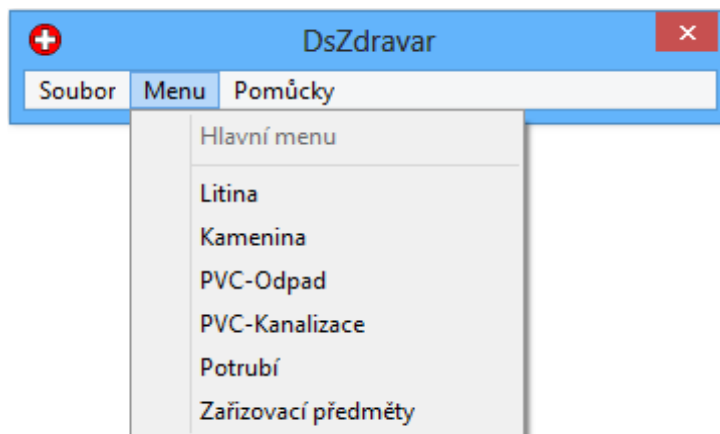 DsZdravar
Soubor Menu Pomůcky
Hlavní menu
Litina
Kamenina
PVC-Odpad
PVC-Kanalizace
Potrubí
Zařizovací předměty